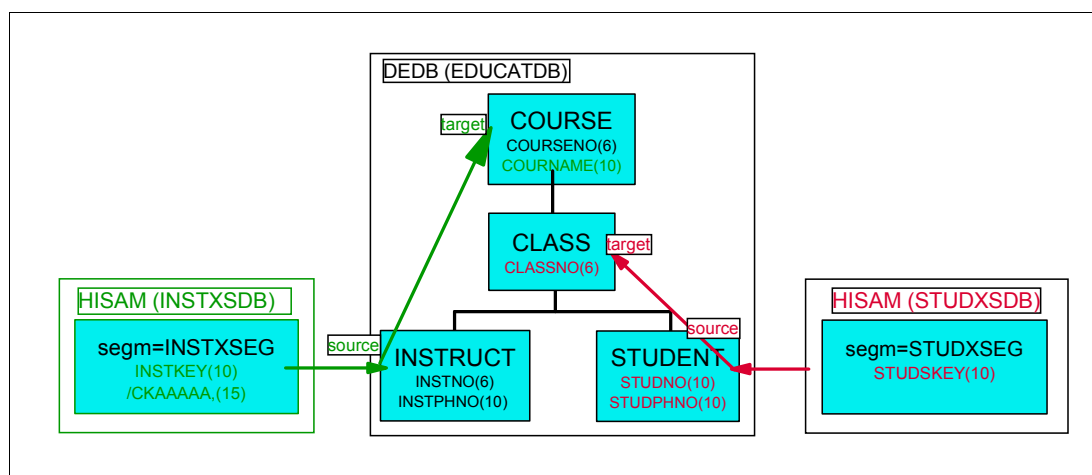 DEDB (EDUCATDB)
target
COURSE
COURSENO(6)
COURNAME(10)
CLASS
CLASSNO(6)
target
HISAM (INSTXSDB)
segm=INSTXSEG
INSTKEY(10)
/CKAAAAA,(15)
source
INSTRUCT
INSTNO(6)
INSTPHNO(10)
source
STUDENT
STUDNO(10)
STUDPHNO(10)
HISAM (STUDXSDB)
segm=STUDXSEG
STUDSKEY(10)